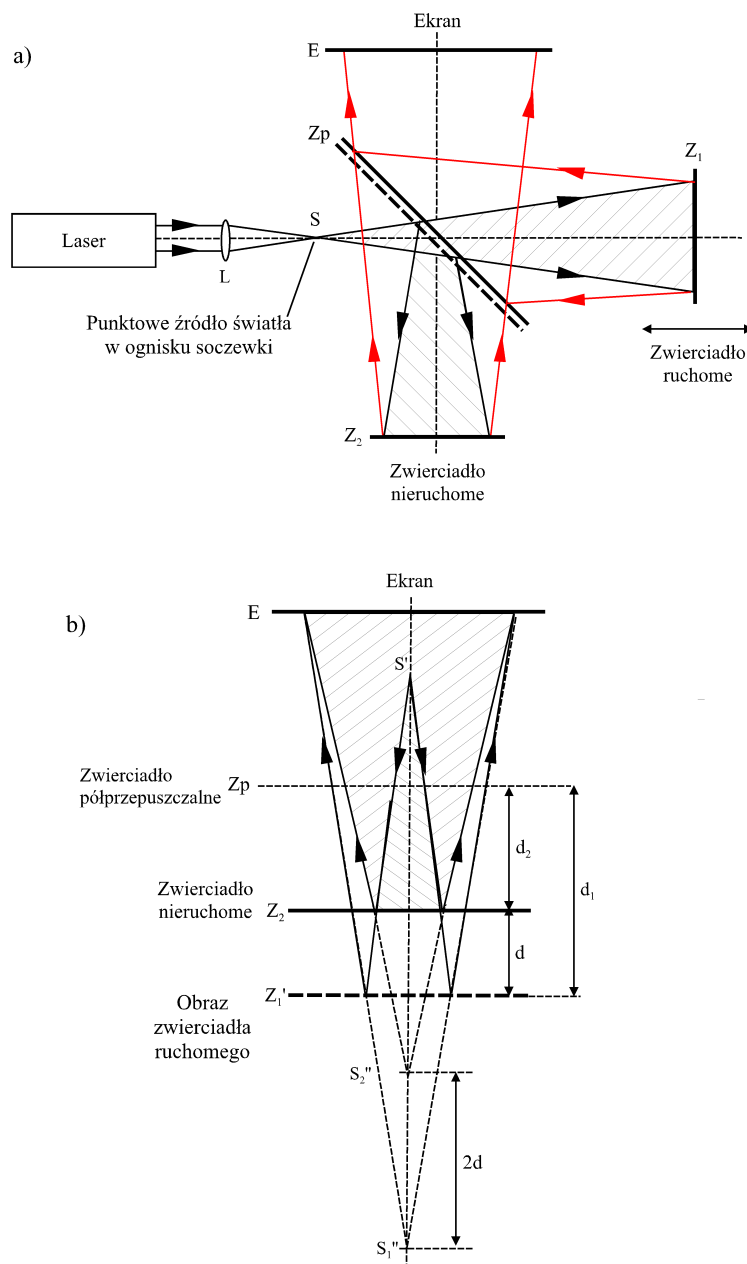 Ekran
a)
E
Zp
Z₁
S
Laser
L
Punktowe źródło światła
w ognisku soczewki
Zwierciadło
ruchome
Z₂
Zwierciadło
nieruchome
Ekran
E
b)
S'
Zwierciadło
półprzepuszczalne
Zp
d₂
d₁
Zwierciadło
nieruchome
Z₂
d
Z₁'
Obraz
zwierciadła
ruchomego
S₂"
2d
S₁"